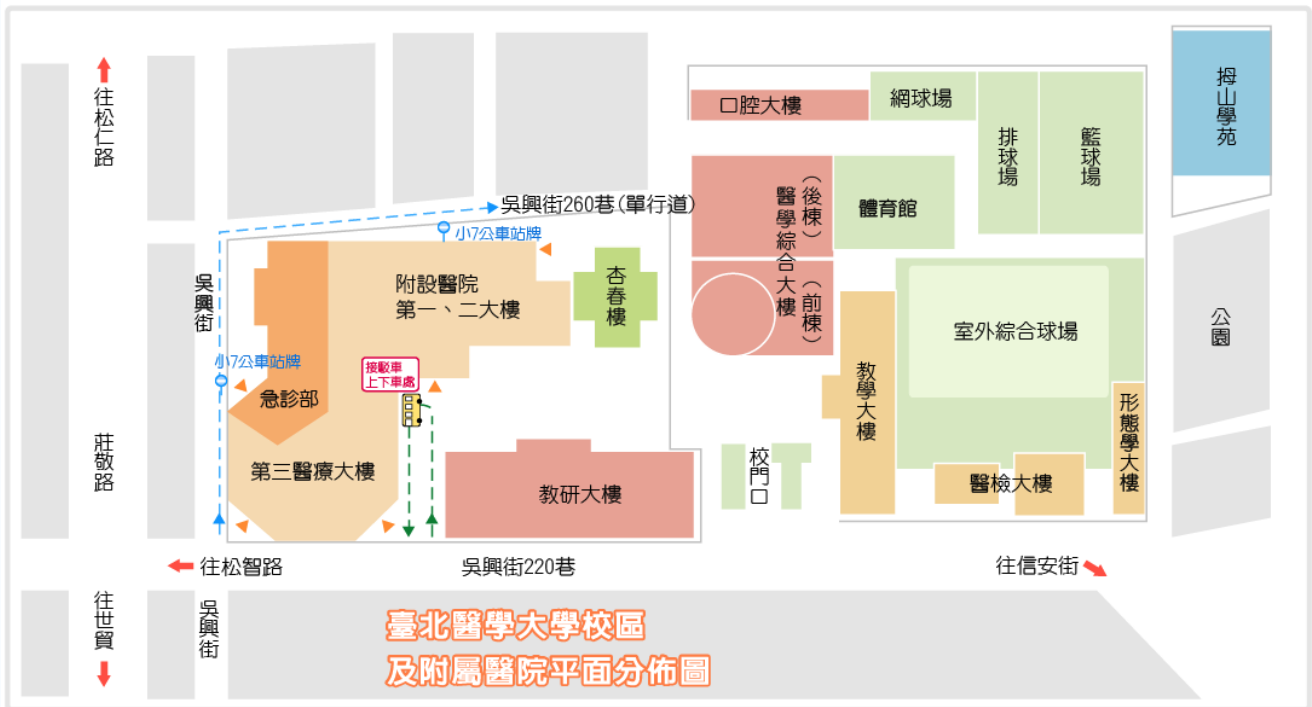 往松仁路
口腔大樓
網球場
排球場
籃球場
拇山學苑
吳興街260巷(單行道)
小7公車站牌
醫學綜合大樓
(後棟)
(前棟)
體育館
吳興街
附設醫院
第一、二大樓
杏春樓
室外綜合球場
公園
小7公車站牌
接駁車
上下車處
急診部
教學大樓
形態學大樓
莊敬路
第三醫療大樓
教研大樓
校門口
醫檢大樓
往松智路
吳興街220巷
往信安街
往世貿
吳興街
臺北醫學大學校區
及附屬醫院平面分佈圖